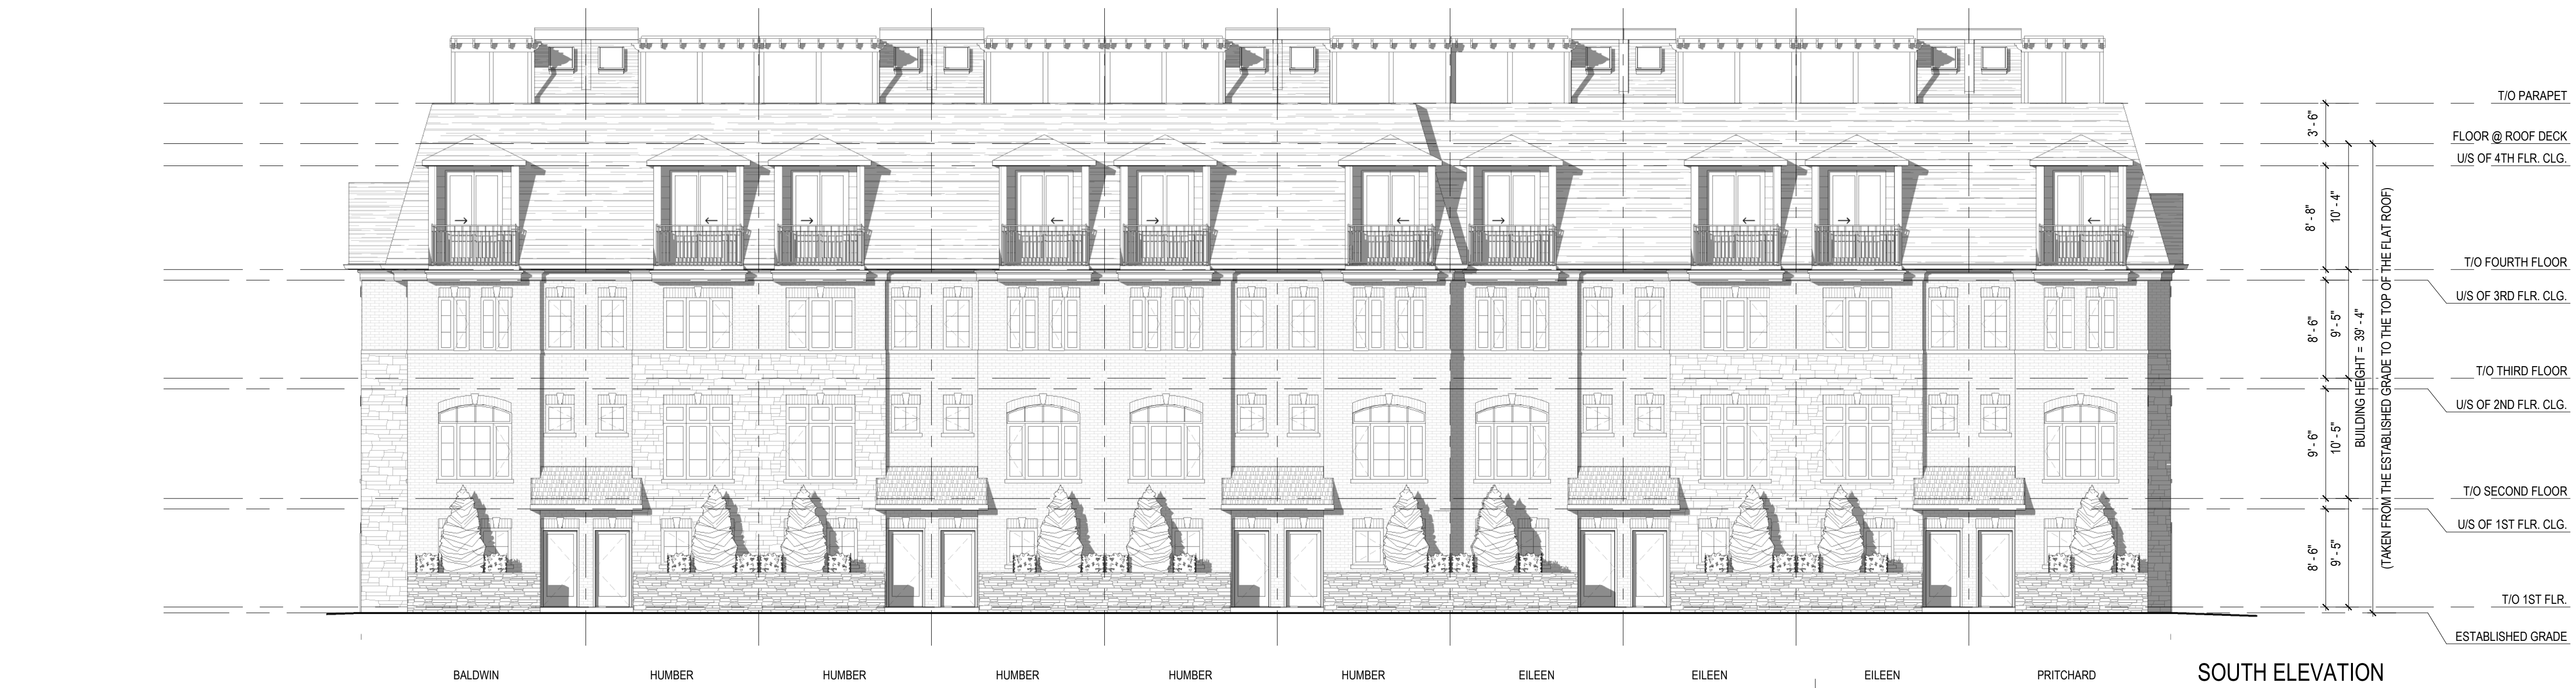 T/O PARAPET
3' - 6"
FLOOR @ ROOF DECK
U/S OF 4TH FLR. CLG.
8' - 8"
10' - 4"
T/O FOURTH FLOOR
U/S OF 3RD FLR. CLG.
8' - 6"
9' - 5"
T/O THIRD FLOOR
U/S OF 2ND FLR. CLG.
9' - 6"
10' - 5"
BUILDING HEIGHT = 39' - 4"
(TAKEN FROM THE ESTABLISHED GRADE TO THE TOP OF THE FLAT ROOF)
T/O SECOND FLOOR
U/S OF 1ST FLR. CLG.
8' - 6"
9' - 5"
T/O 1ST FLR.
ESTABLISHED GRADE
BALDWIN
HUMBER
HUMBER
HUMBER
HUMBER
HUMBER
EILEEN
EILEEN
EILEEN
PRITCHARD
SOUTH ELEVATION